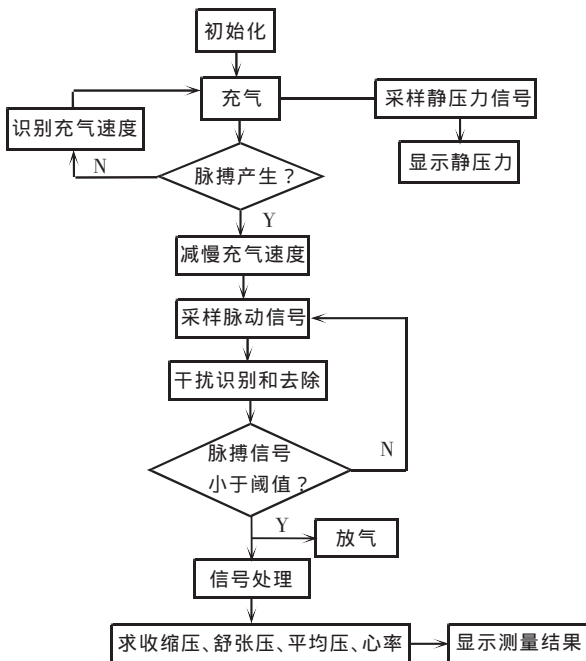 初始化
充气
采样静压力信号
识别充气速度
显示静压力
N
脉搏产生？
Y
减慢充气速度
采样脉动信号
干扰识别和去除
脉搏信号
小于阈值？
N
Y
放气
信号处理
求收缩压、舒张压、平均压、心率
显示测量结果